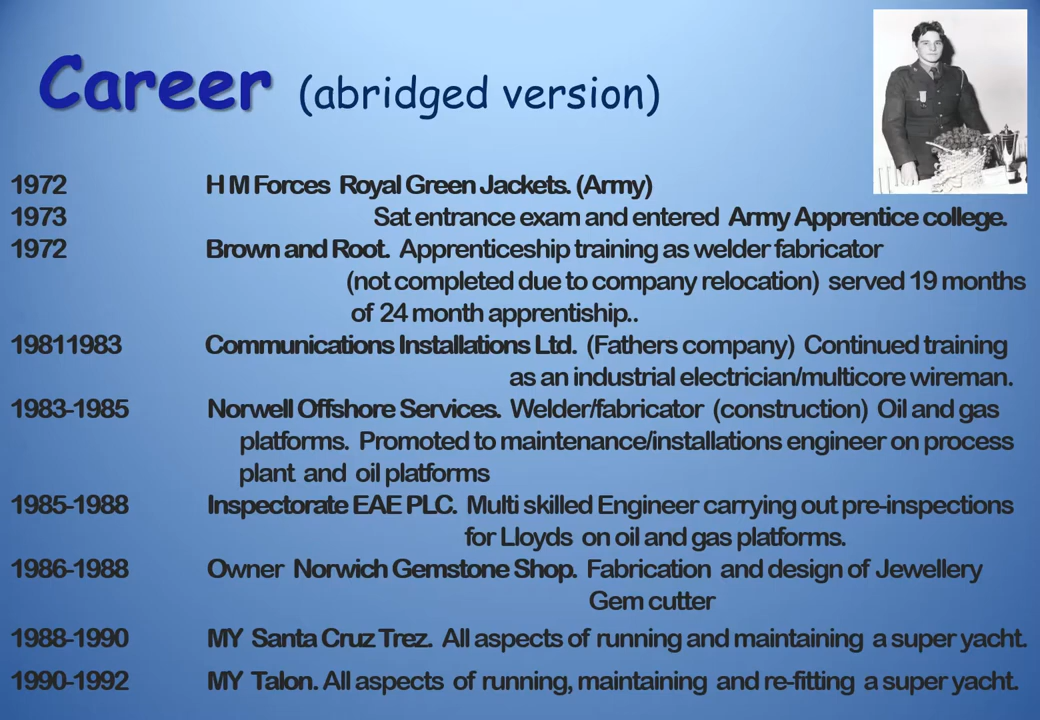 Career (abridged version)
1972 H M Forces Royal Green Jackets. (Army)
1973 Sat entrance exam and entered Army Apprentice college.
1972 Brown and Root. Apprenticeship training as welder fabricator
(not completed due to company relocation) served 19 months
of 24 month apprentiship..
19811983 Communications Installations Ltd. (Fathers company) Continued training
as an industrial electrician/multicore wireman.
1983-1985 Norwell Offshore Services. Welder/fabricator (construction) Oil and gas
platforms. Promoted to maintenance/installations engineer on process
plant and oil platforms
1985-1988 Inspectorate EAE PLC. Multi skilled Engineer carrying out pre-inspections
for Lloyds on oil and gas platforms.
1986-1988 Owner Norwich Gemstone Shop. Fabrication and design of Jewellery
Gem cutter
1988-1990 MY Santa Cruz Trez. All aspects of running and maintaining a super yacht.
1990-1992 MY Talon. All aspects of running, maintaining and re-fitting a super yacht.